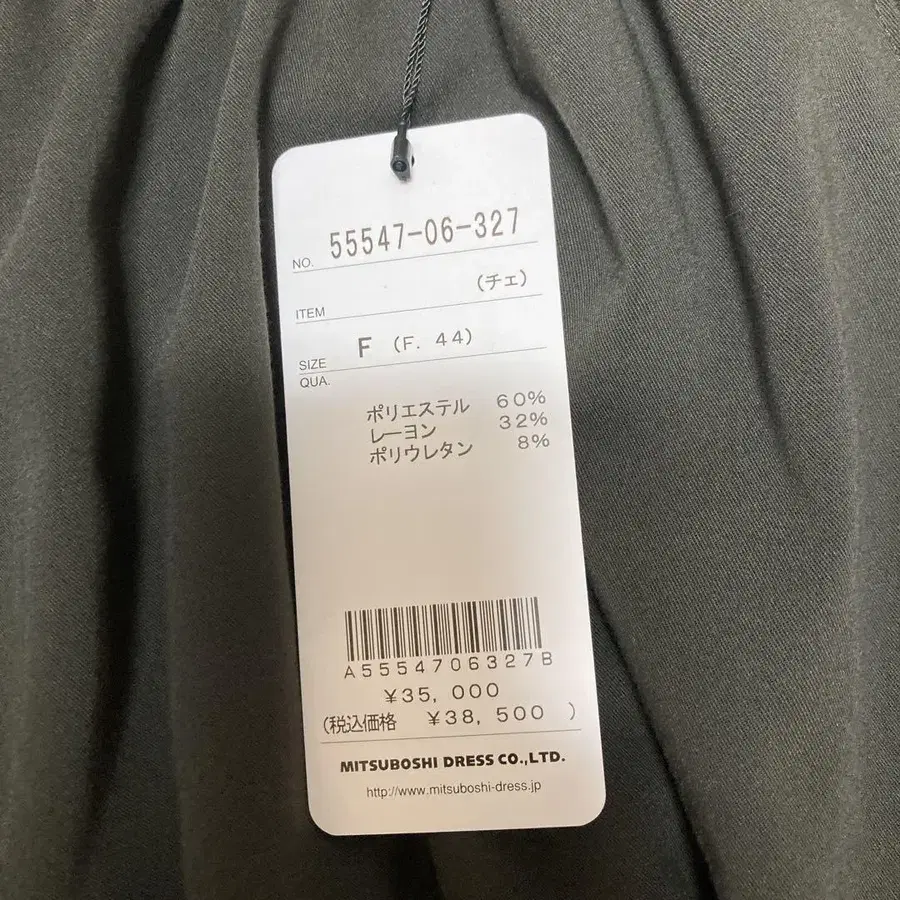 NO. 55547-06-327
ITEM (チェ)
SIZE F (F. 44)
QUA.
ポリエステル 60%
レーヨン 32%
ポリウレタン 8%
A5554706327B
¥35, 000
(税込価格 ¥38, 500 )
MITSUBOSHI DRESS CO.,LTD.
http://www.mitsuboshi-dress.jp